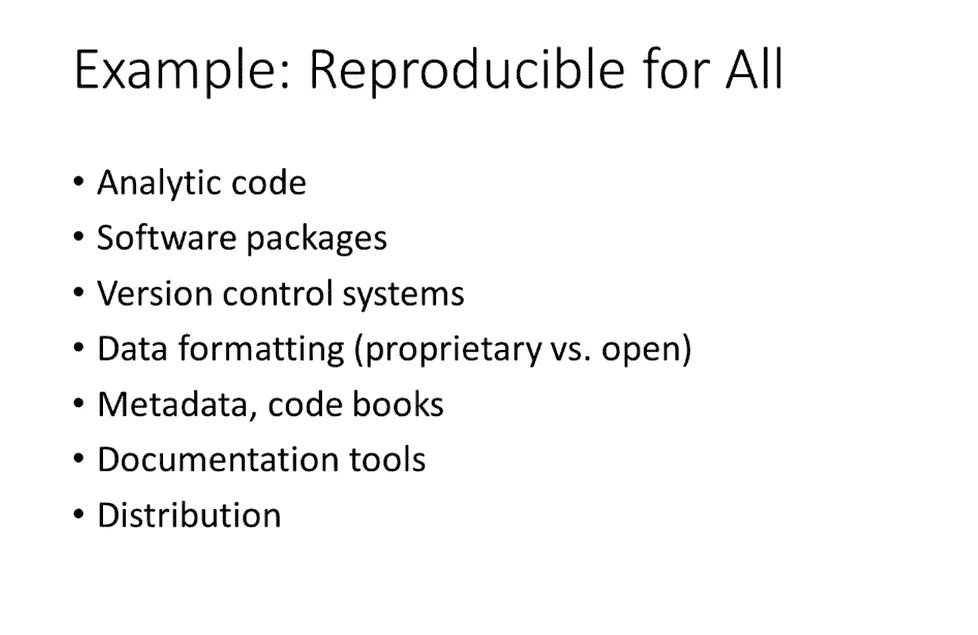 Example: Reproducible for All
• Analytic code
• Software packages
• Version control systems
• Data formatting (proprietary vs. open)
• Metadata, code books
• Documentation tools
• Distribution